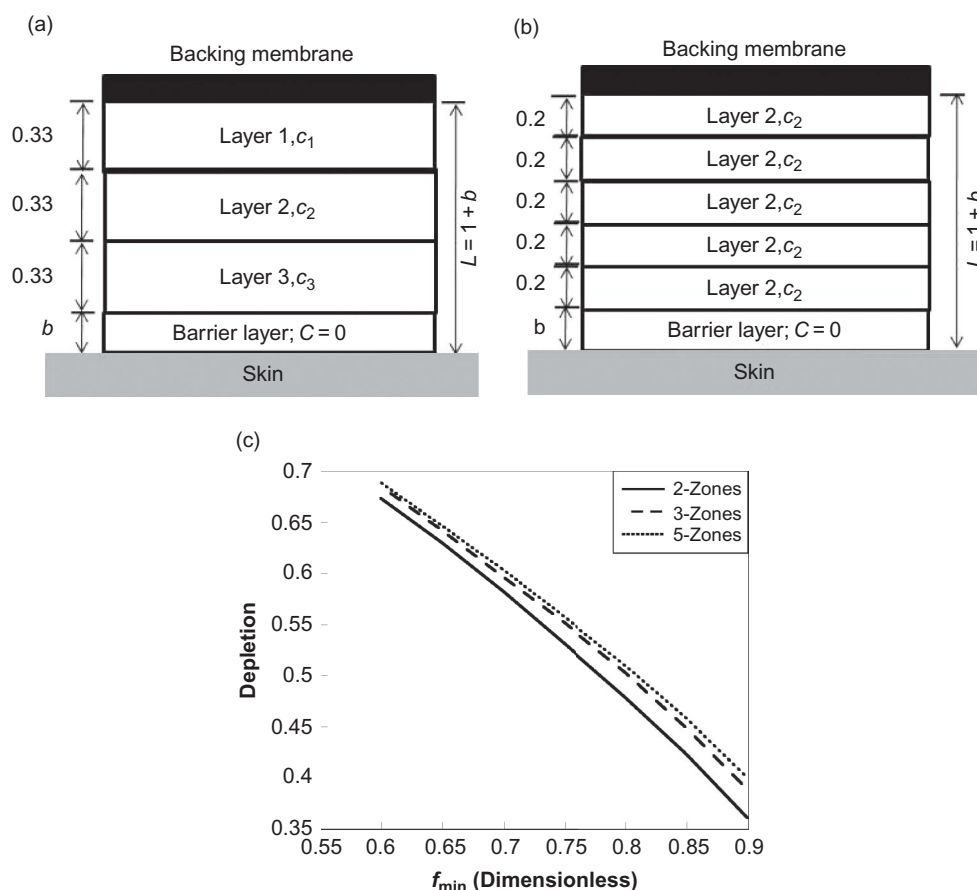 (a)
Backing membrane
0.33
Layer 1,c₁
0.33
Layer 2,c₂
0.33
Layer 3,c₃
b
Barrier layer; C = 0
L = 1 + b
Skin
(b)
Backing membrane
0.2
Layer 2,c₂
0.2
Layer 2,c₂
0.2
Layer 2,c₂
0.2
Layer 2,c₂
0.2
Layer 2,c₂
b
Barrier layer; C = 0
L = 1 + b
Skin
(c)
0.7
0.65
0.6
0.55
0.5
0.45
0.4
0.35
Depletion
2-Zones
3-Zones
5-Zones
0.55 0.6 0.65 0.7 0.75 0.8 0.85 0.9
fmin (Dimensionless)